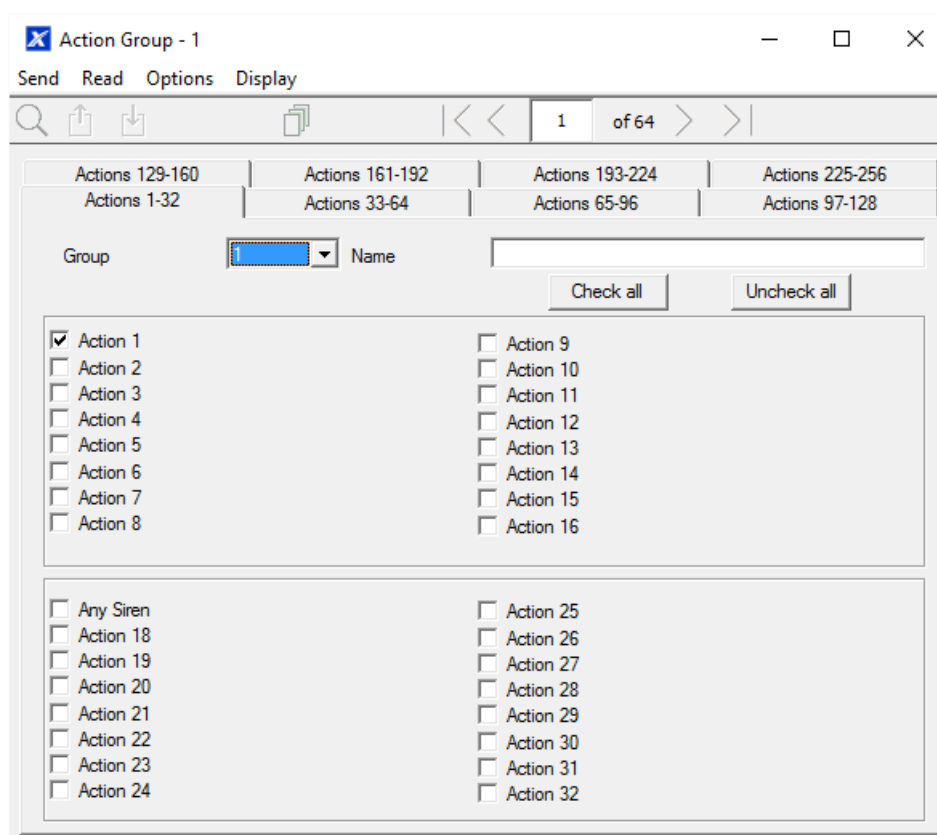 Action Group - 1
Send Read Options Display
1 of 64
Actions 129-160 Actions 161-192 Actions 193-224 Actions 225-256
Actions 1-32 Actions 33-64 Actions 65-96 Actions 97-128
Group 1 Name
Check all Uncheck all
Action 1
Action 2
Action 3
Action 4
Action 5
Action 6
Action 7
Action 8
Action 9
Action 10
Action 11
Action 12
Action 13
Action 14
Action 15
Action 16
Any Siren
Action 18
Action 19
Action 20
Action 21
Action 22
Action 23
Action 24
Action 25
Action 26
Action 27
Action 28
Action 29
Action 30
Action 31
Action 32